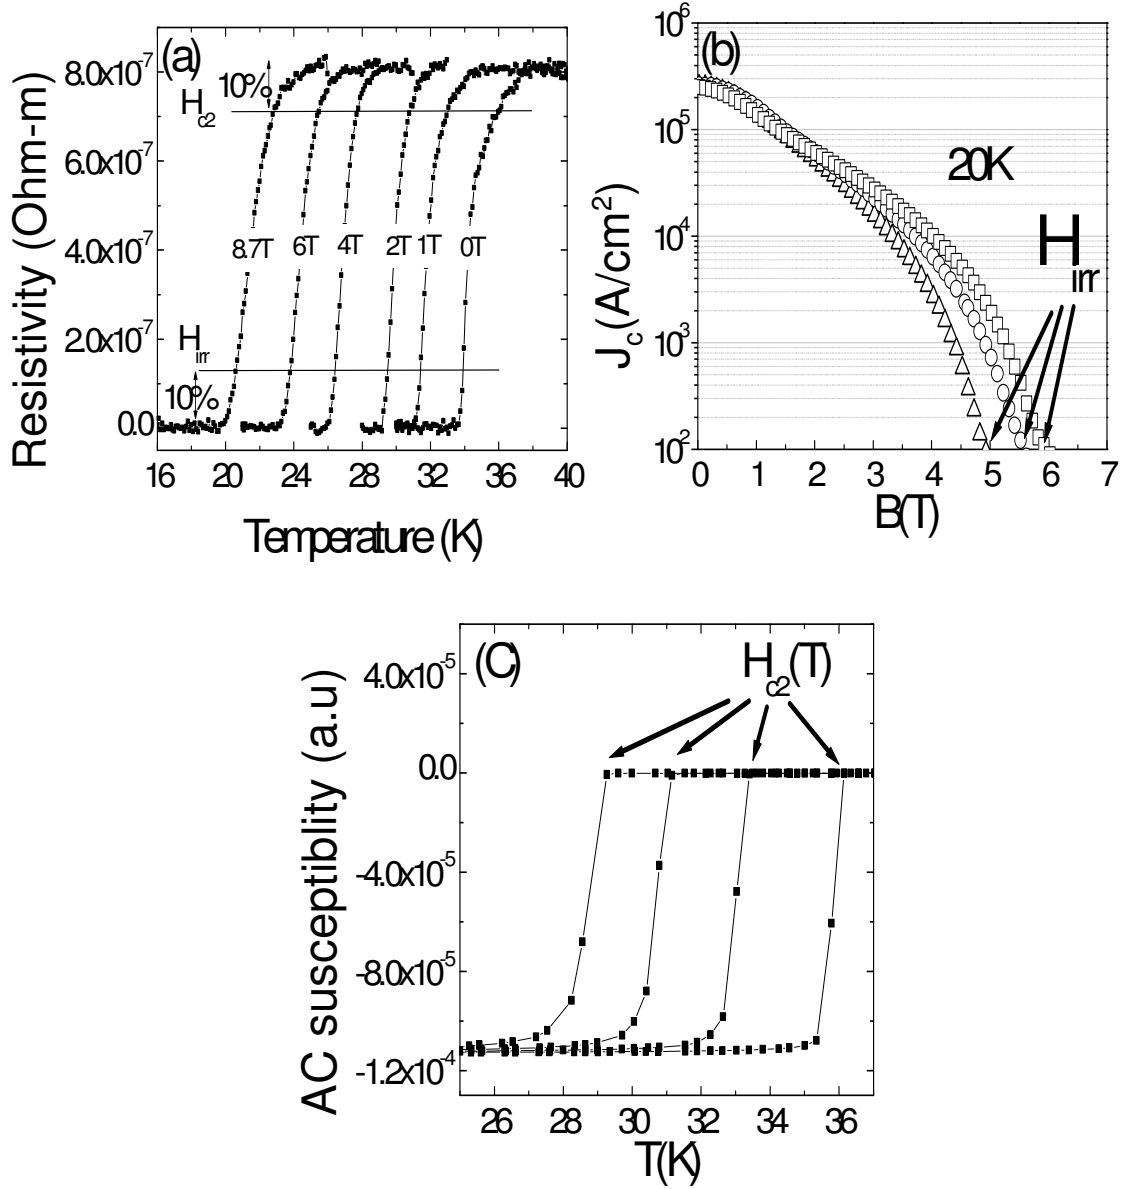 (a)
Resistivity (Ohm-m)
8.0x10-7
6.0x10-7
4.0x10-7
2.0x10-7
0.0
10%
Hc2
8.7T 6T 4T 2T 1T 0T
Hirr
10%
16 20 24 28 32 36 40
Temperature (K)
(b)
Jc(A/cm2)
106
105
104
103
102
20K
Hirr
0 1 2 3 4 5 6 7
B(T)
(C)
Hc2(T)
AC susceptiblity (a.u)
4.0x10-5
0.0
-4.0x10-5
-8.0x10-5
-1.2x10-4
26 28 30 32 34 36
T(K)